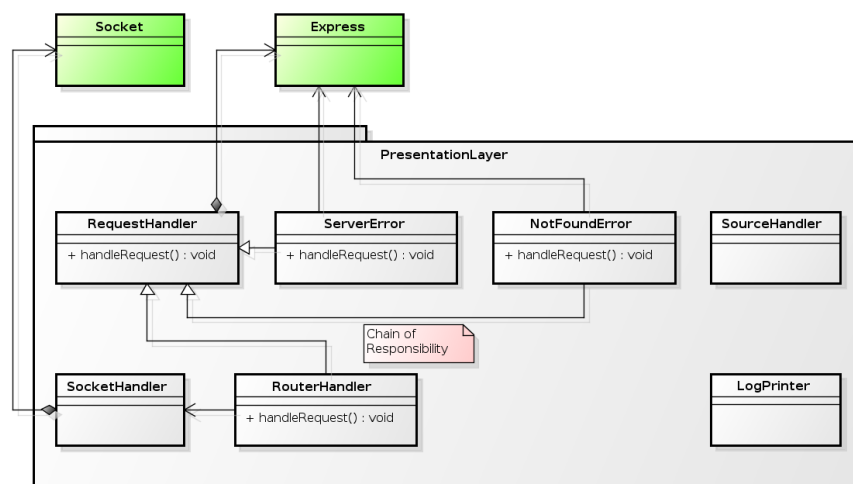 Socket
Express
PresentationLayer
RequestHandler
+ handleRequest() : void
ServerError
+ handleRequest() : void
NotFoundError
+ handleRequest() : void
SourceHandler
Chain of
Responsibility
SocketHandler
RouterHandler
+ handleRequest() : void
LogPrinter